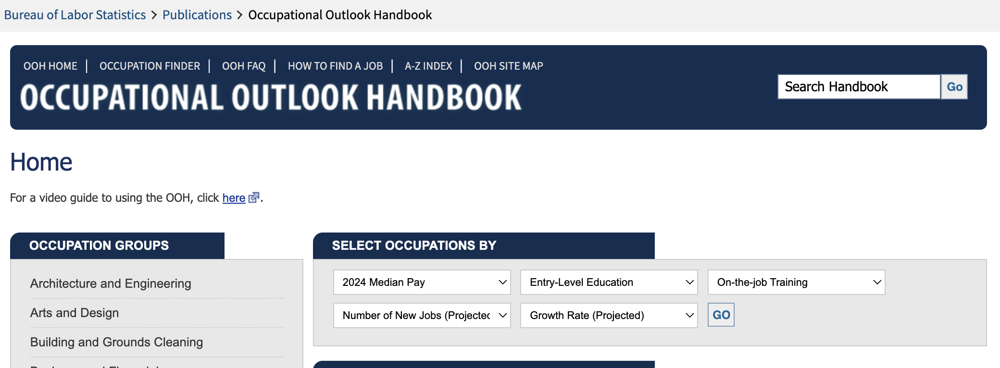 Bureau of Labor Statistics > Publications > Occupational Outlook Handbook
OOH HOME | OCCUPATION FINDER | OOH FAQ | HOW TO FIND A JOB | A-Z INDEX | OOH SITE MAP
OCCUPATIONAL OUTLOOK HANDBOOK
Search Handbook Go
Home
For a video guide to using the OOH, click here.
OCCUPATION GROUPS
Architecture and Engineering
Arts and Design
Building and Grounds Cleaning
SELECT OCCUPATIONS BY
2024 Median Pay Entry-Level Education On-the-job Training
Number of New Jobs (Projected Growth Rate (Projected) GO